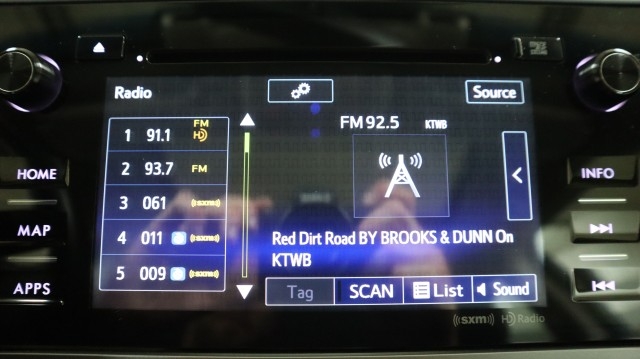 Radio
Source
FM 92.5 KTWB
1 91.1 FM HD
2 93.7 FM
3 061 ((sxm))
4 011 ((sxm))
5 009 ((sxm))
Red Dirt Road BY BROOKS & DUNN On
KTWB
Tag SCAN List Sound
HOME
MAP
APPS
INFO
((sxm)) HD Radio